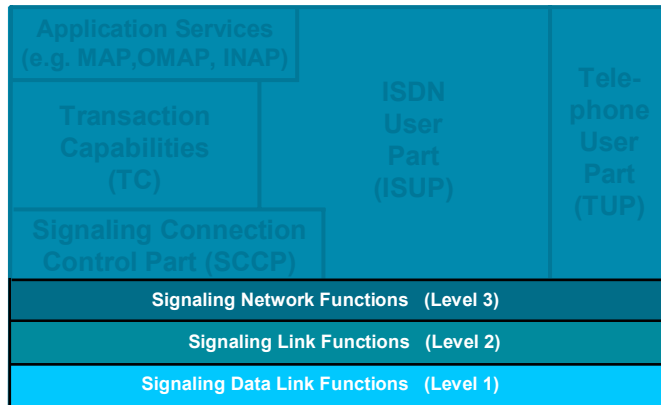 Application Services
(e.g. MAP,OMAP, INAP)
Transaction
Capabilities
(TC)
Signaling Connection
Control Part (SCCP)
ISDN
User
Part
(ISUP)
Tele-
phone
User
Part
(TUP)
Signaling Network Functions (Level 3)
Signaling Link Functions (Level 2)
Signaling Data Link Functions (Level 1)